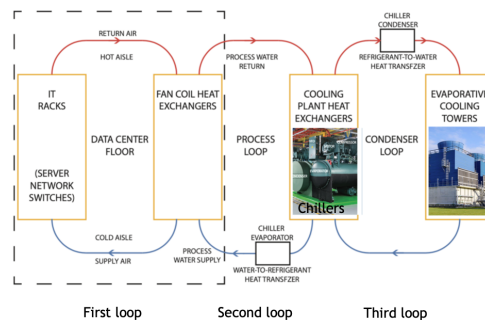 CHILLER
CONDENSER
RETURN AIR
HOT AISLE
PROCESS WATER
RETURN
REFRIGERANT-TO-WATER
HEAT TRANSFZER
IT
RACKS
(SERVER
NETWORK
SWITCHES)
DATA CENTER
FLOOR
FAN COIL HEAT
EXCHANGERS
PROCESS
LOOP
COOLING
PLANT HEAT
EXCHANGERS
Chillers
CONDENSER
LOOP
EVAPORATIVE
COOLING
TOWERS
COLD AISLE
SUPPLY AIR
PROCESS
WATER SUPPLY
CHILLER
EVAPORATOR
WATER-TO-REFRIGERANT
HEAT TRANSFZER
First loop
Second loop
Third loop